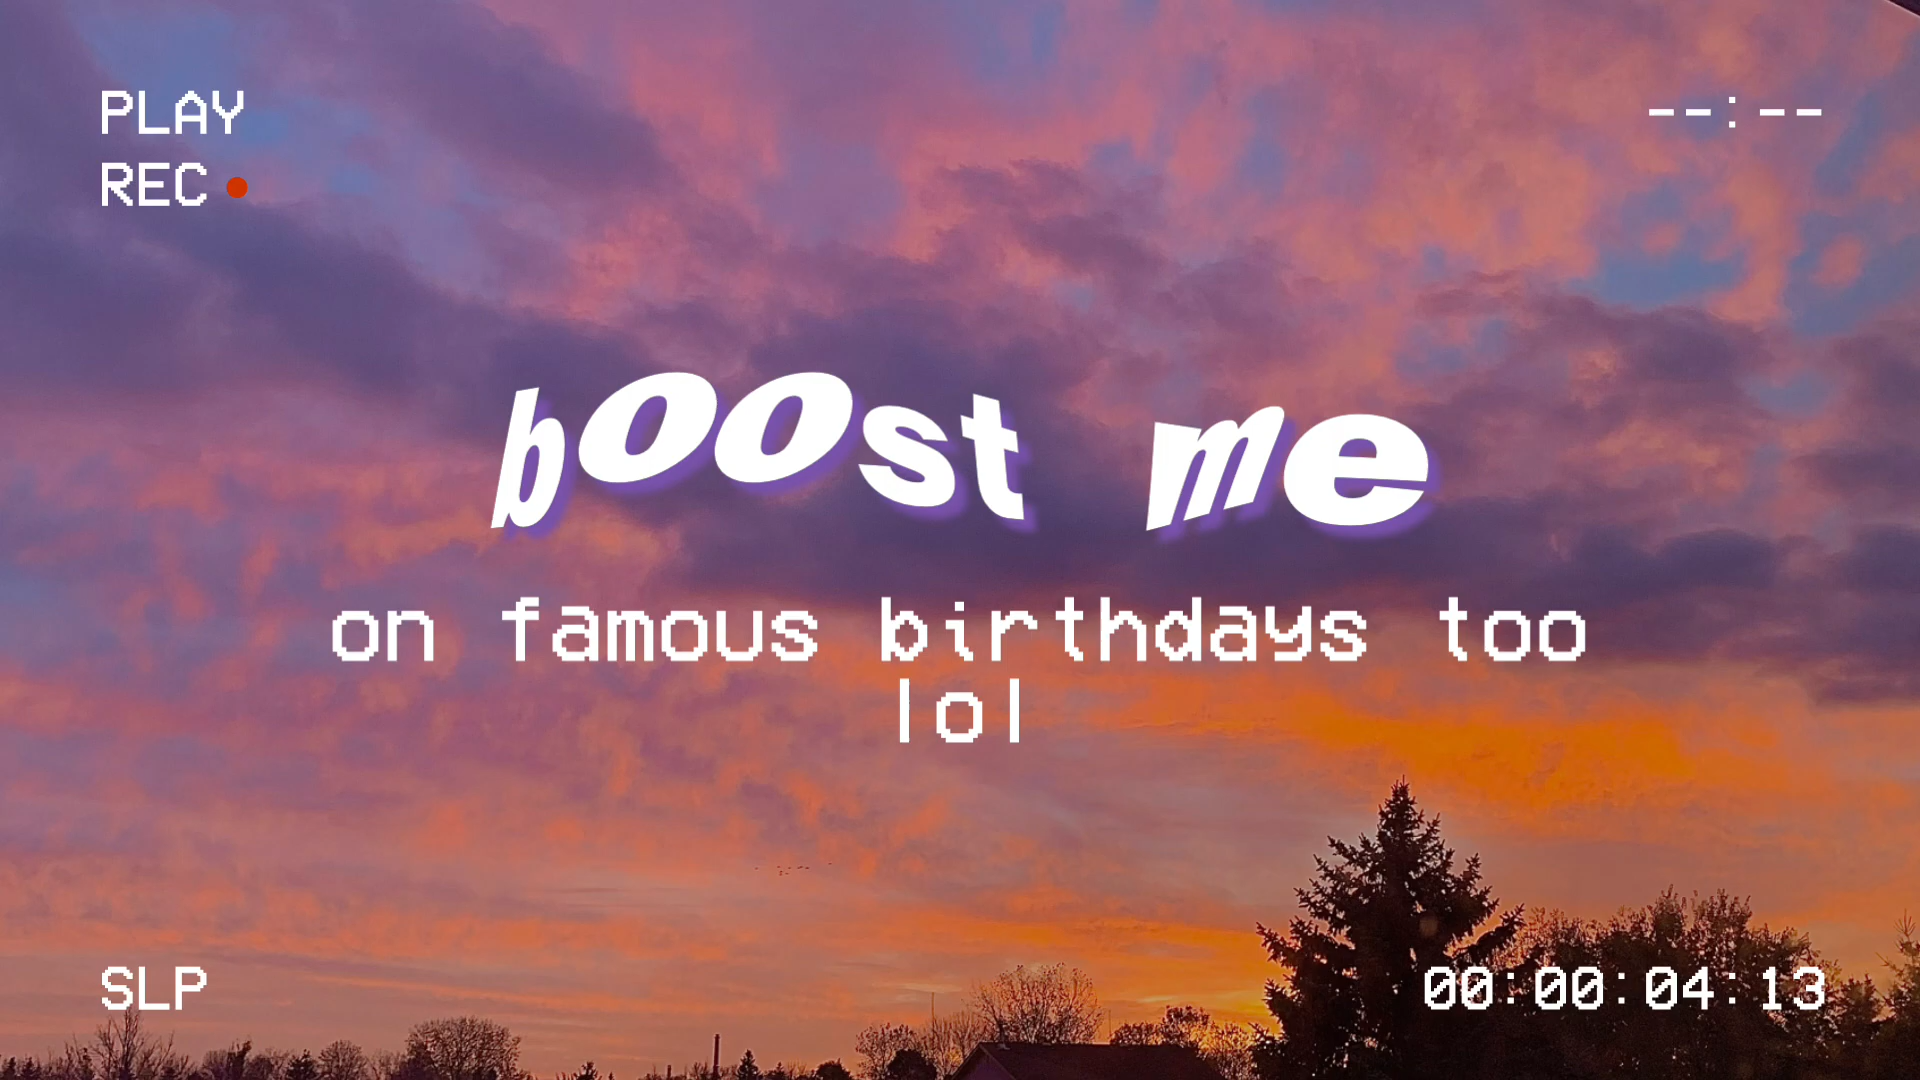 PLAY
--:--
REC
boost me
on famous birthdays too
lol
SLP
00:00:04:13